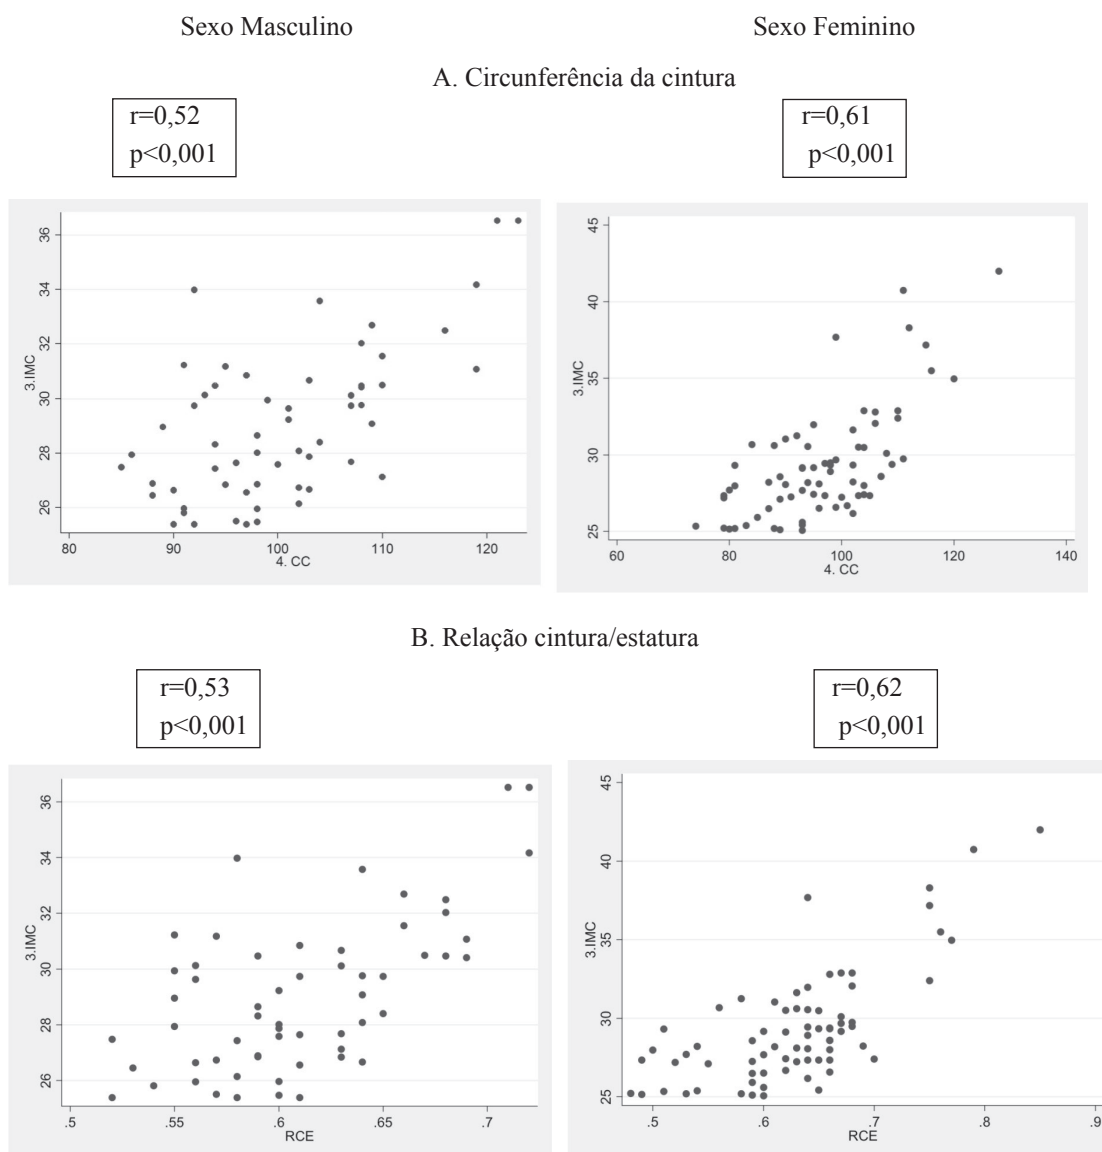 Sexo Masculino
Sexo Feminino
A. Circunferência da cintura
r=0,52
p<0,001
r=0,61
p<0,001
36
34
32
30
28
26
3.IMC
80
90
100
110
120
4. CC
45
40
35
30
25
3.IMC
60
80
100
120
140
4. CC
B. Relação cintura/estatura
r=0,53
p<0,001
r=0,62
p<0,001
36
34
32
30
28
26
3.IMC
.5
.55
.6
.65
.7
RCE
45
40
35
30
25
3.IMC
.5
.6
.7
.8
.9
RCE